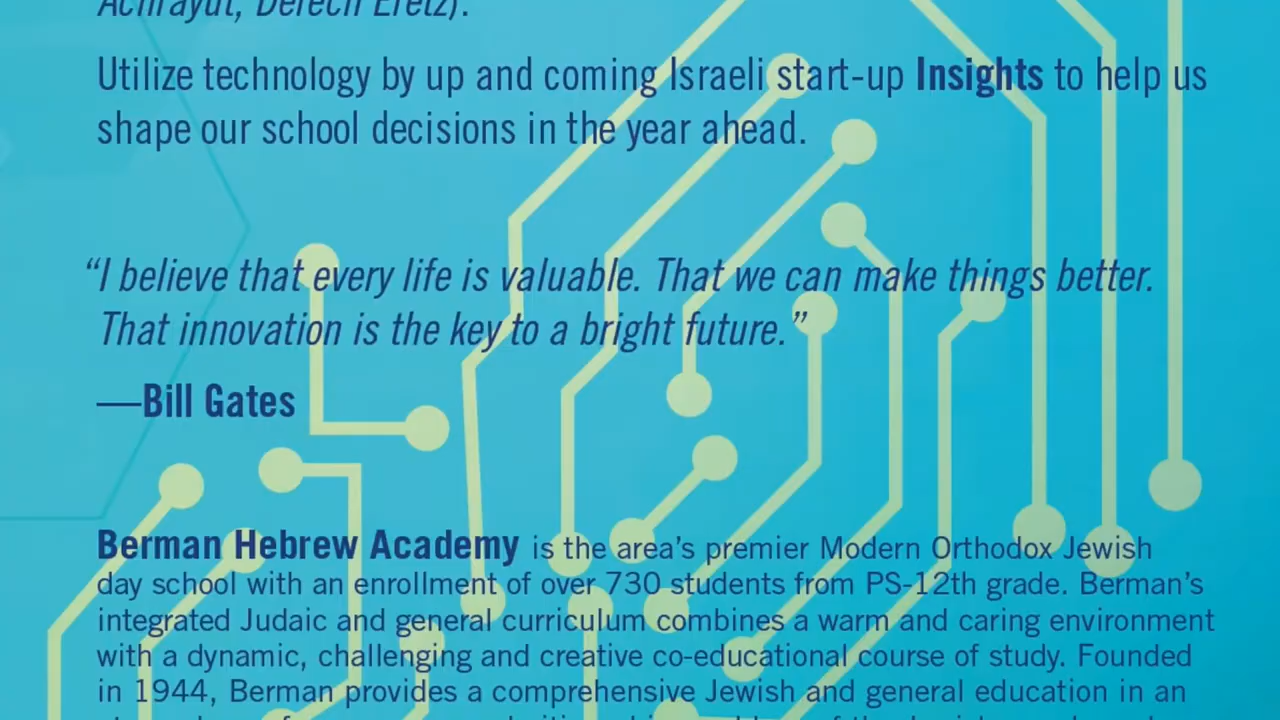 Achrayut, Derech Eretz).
Utilize technology by up and coming Israeli start-up Insights to help us
shape our school decisions in the year ahead.
“I believe that every life is valuable. That we can make things better.
That innovation is the key to a bright future.”
—Bill Gates
Berman Hebrew Academy is the area’s premier Modern Orthodox Jewish
day school with an enrollment of over 730 students from PS-12th grade. Berman’s
integrated Judaic and general curriculum combines a warm and caring environment
with a dynamic, challenging and creative co-educational course of study. Founded
in 1944, Berman provides a comprehensive Jewish and general education in an